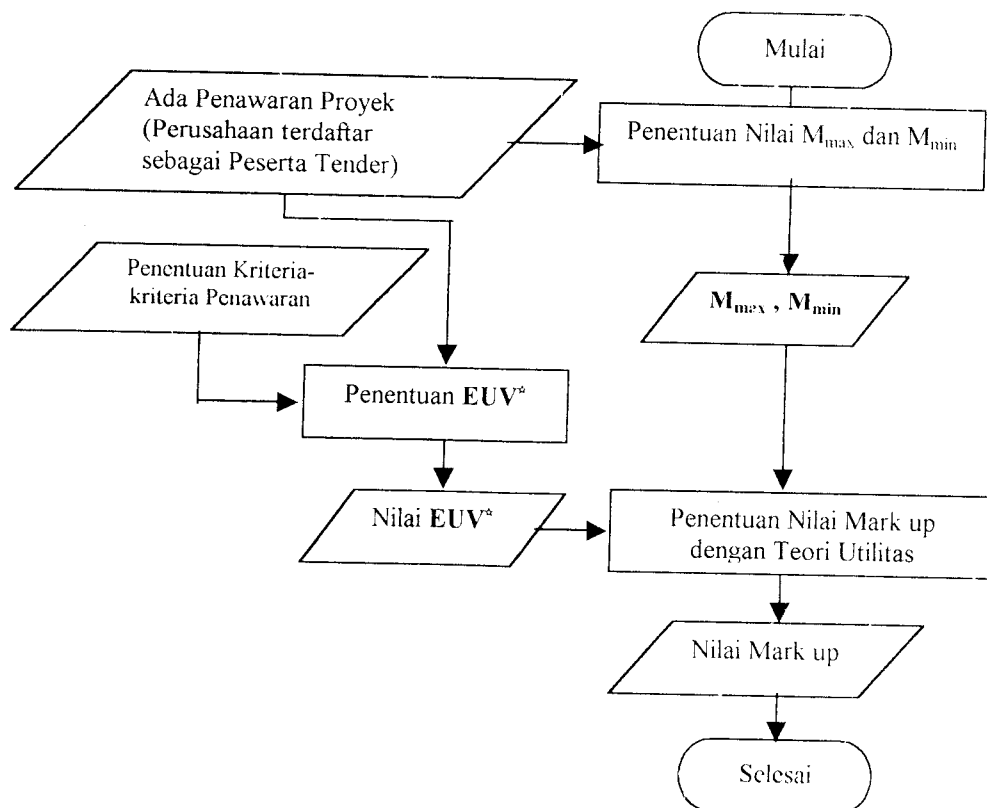 Mulai
Ada Penawaran Proyek
(Perusahaan terdaftar
sebagai Peserta Tender)
Penentuan Nilai Mmax dan Mmin
Penentuan Kriteria-
kriteria Penawaran
Mmax , Mmin
Penentuan EUV*
Nilai EUV*
Penentuan Nilai Mark up
dengan Teori Utilitas
Nilai Mark up
Selesai